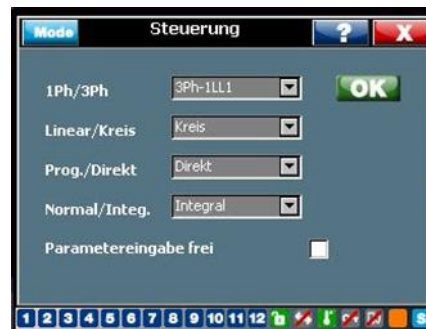 Mode Steuerung ? X
1Ph/3Ph 3Ph-1LL1 OK
Linear/Kreis Kreis
Prog./Direkt Direkt
Normal/Integ. Integral
Parametereingabe frei
1 2 3 4 5 6 7 8 9 10 11 12 S